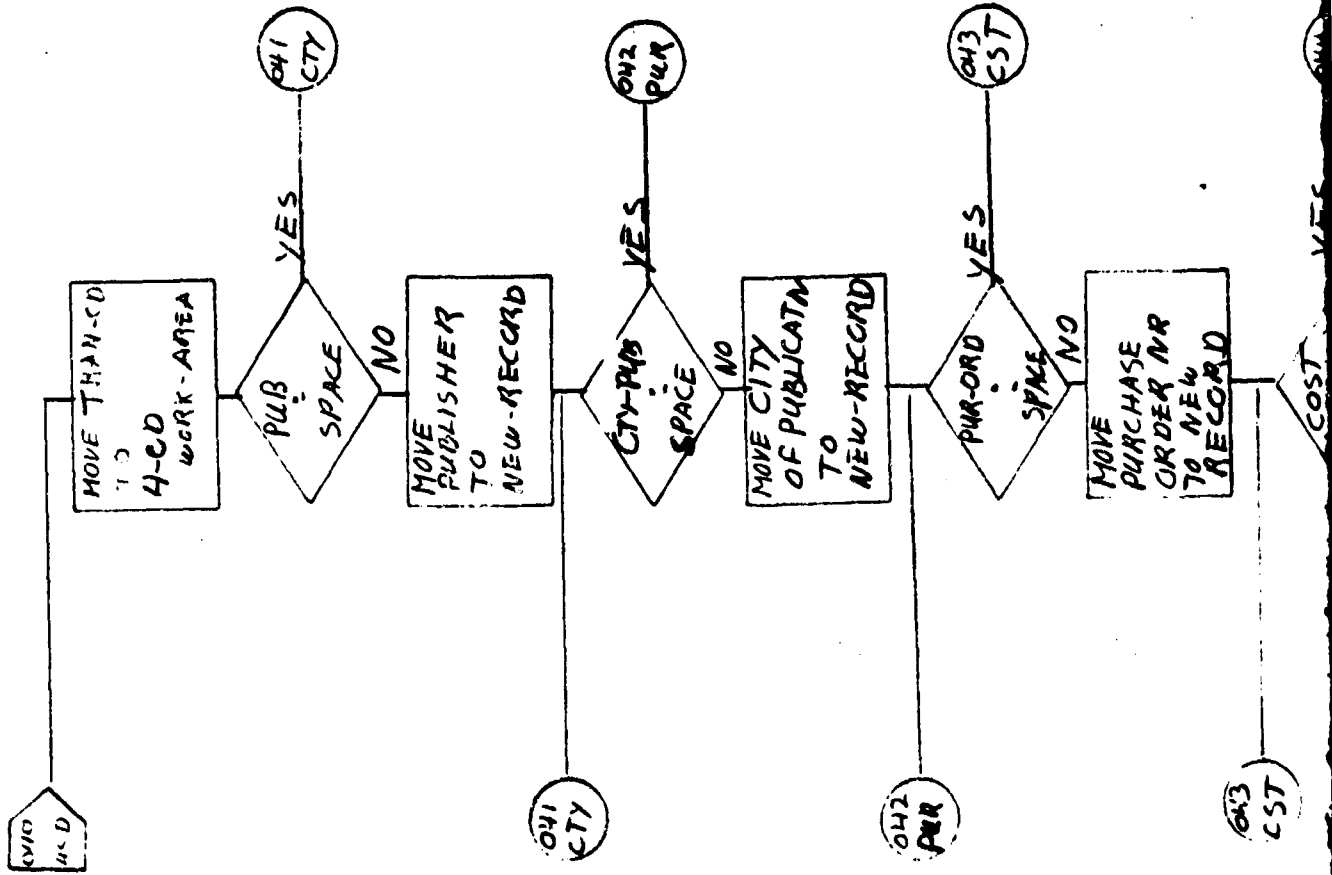 MOVE TRAN-CD
TO
4-CD
WORK-AREA
PUB
:
SPACE
YES
041
CTY
NO
MOVE
PUBLISHER
TO
NEW-RECORD
041
CTY
CTY-PUB
:
SPACE
YES
042
PUR
NO
MOVE CITY
OF PUBLICATN
TO
NEW-RECORD
042
PUR
PUR-ORD
:
SPACE
YES
043
CST
NO
MOVE
PURCHASE
ORDER NR
TO NEW
RECORD
043
CST
COST
YES